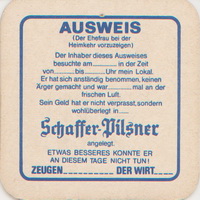 AUSWEIS
(Der Ehefrau bei der
Heimkehr vorzuzeigen)
Der Inhaber dieses Ausweises
besuchte am.............in der Zeit
von...........bis..........Uhr mein Lokal.
Er hat sich anständig benommen, keinen
Ärger gemacht und war.........mal an der
frischen Luft.
Sein Geld hat er nicht verprasst, sondern
wohlüberlegt in....
Schaffer-Pilsner
angelegt.
ETWAS BESSERES KONNTE ER
AN DIESEM TAGE NICHT TUN!
ZEUGEN_ _ _ _ _ _ _ _ DER WIRT_ _ _ _